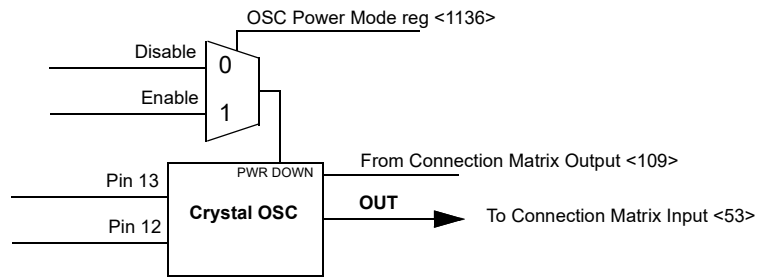 OSC Power Mode reg <1136>
Disable
0
Enable
1
PWR DOWN
From Connection Matrix Output <109>
Pin 13
Crystal OSC
OUT
To Connection Matrix Input <53>
Pin 12